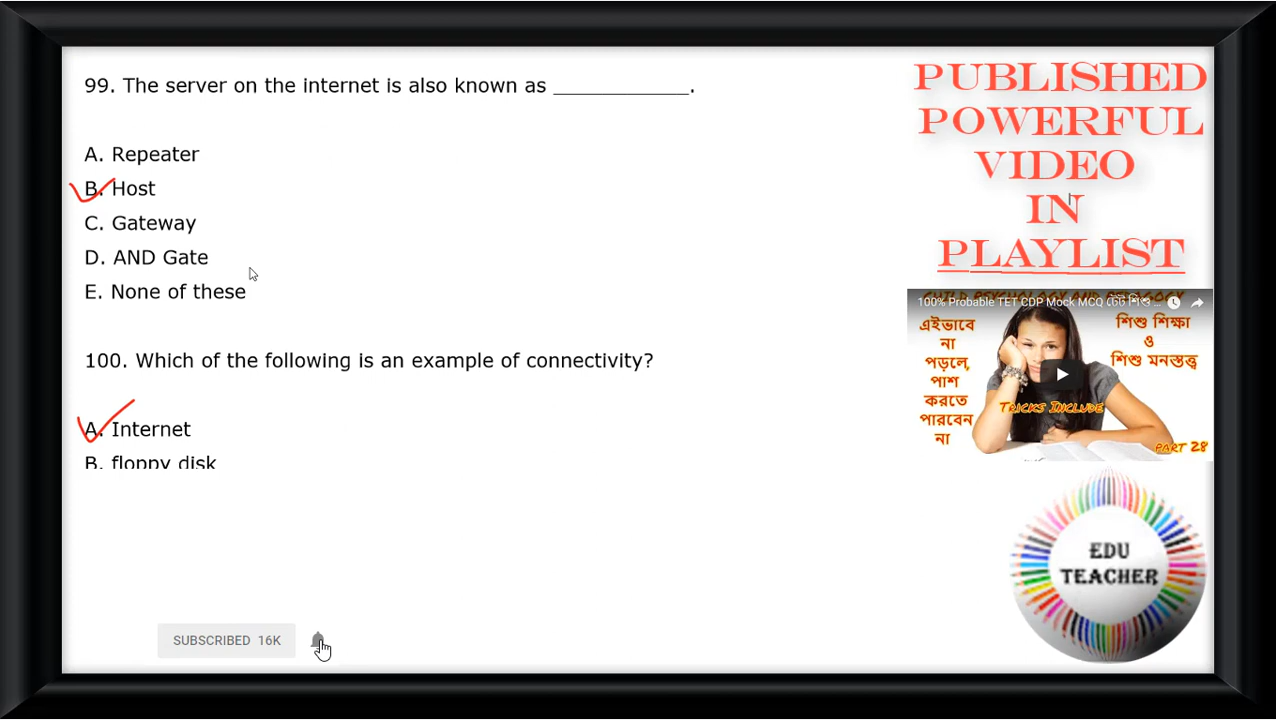 99. The server on the internet is also known as ____________.
A. Repeater
B. Host
C. Gateway
D. AND Gate
E. None of these
100. Which of the following is an example of connectivity?
A. Internet
B. floppy disk
SUBSCRIBED 16K
PUBLISHED
POWERFUL
VIDEO
IN
PLAYLIST
100% Probable TET CDP Mock MCQ টেট শিশু ...
এইভাবে
না
পড়লে,
পাশ
করতে
পারবেন
না
শিশু শিক্ষা
ও
শিশু মনস্তত্ত্ব
TRICKS INCLUDE
PART 28
EDU
TEACHER